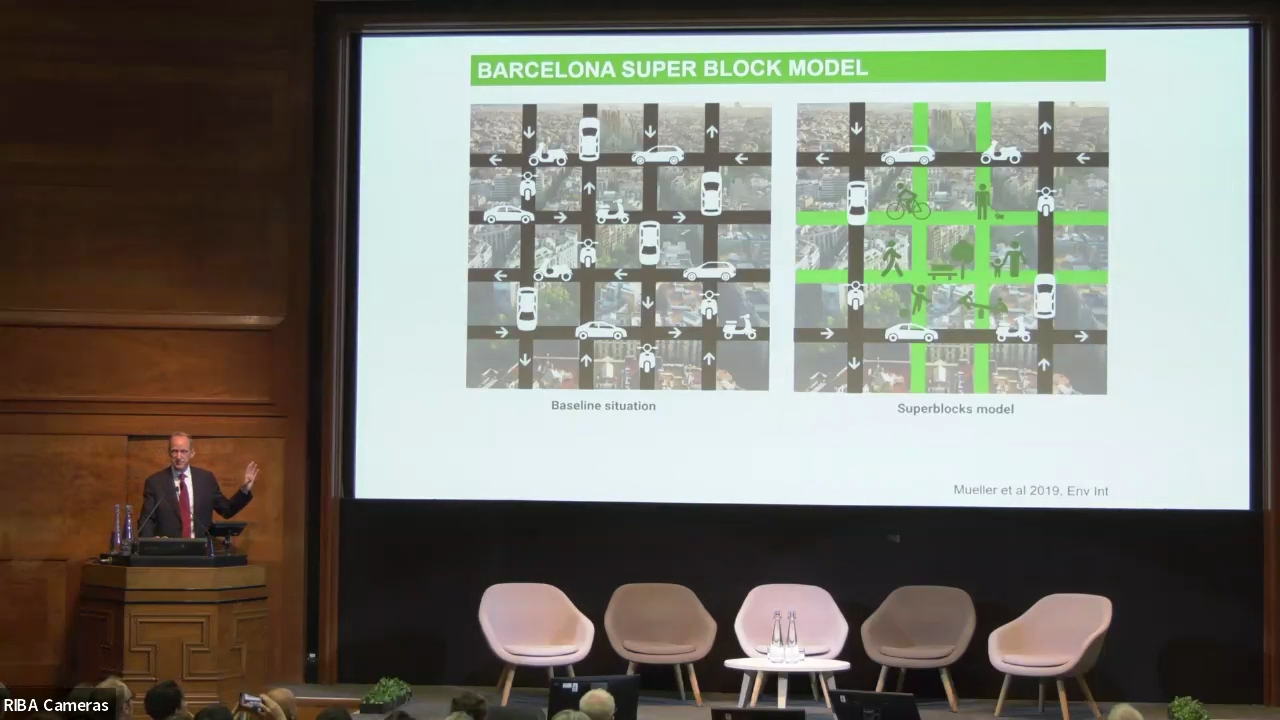 BARCELONA SUPER BLOCK MODEL
Baseline situation
Superblocks model
Mueller et al 2019, Env Int
RIBA Cameras